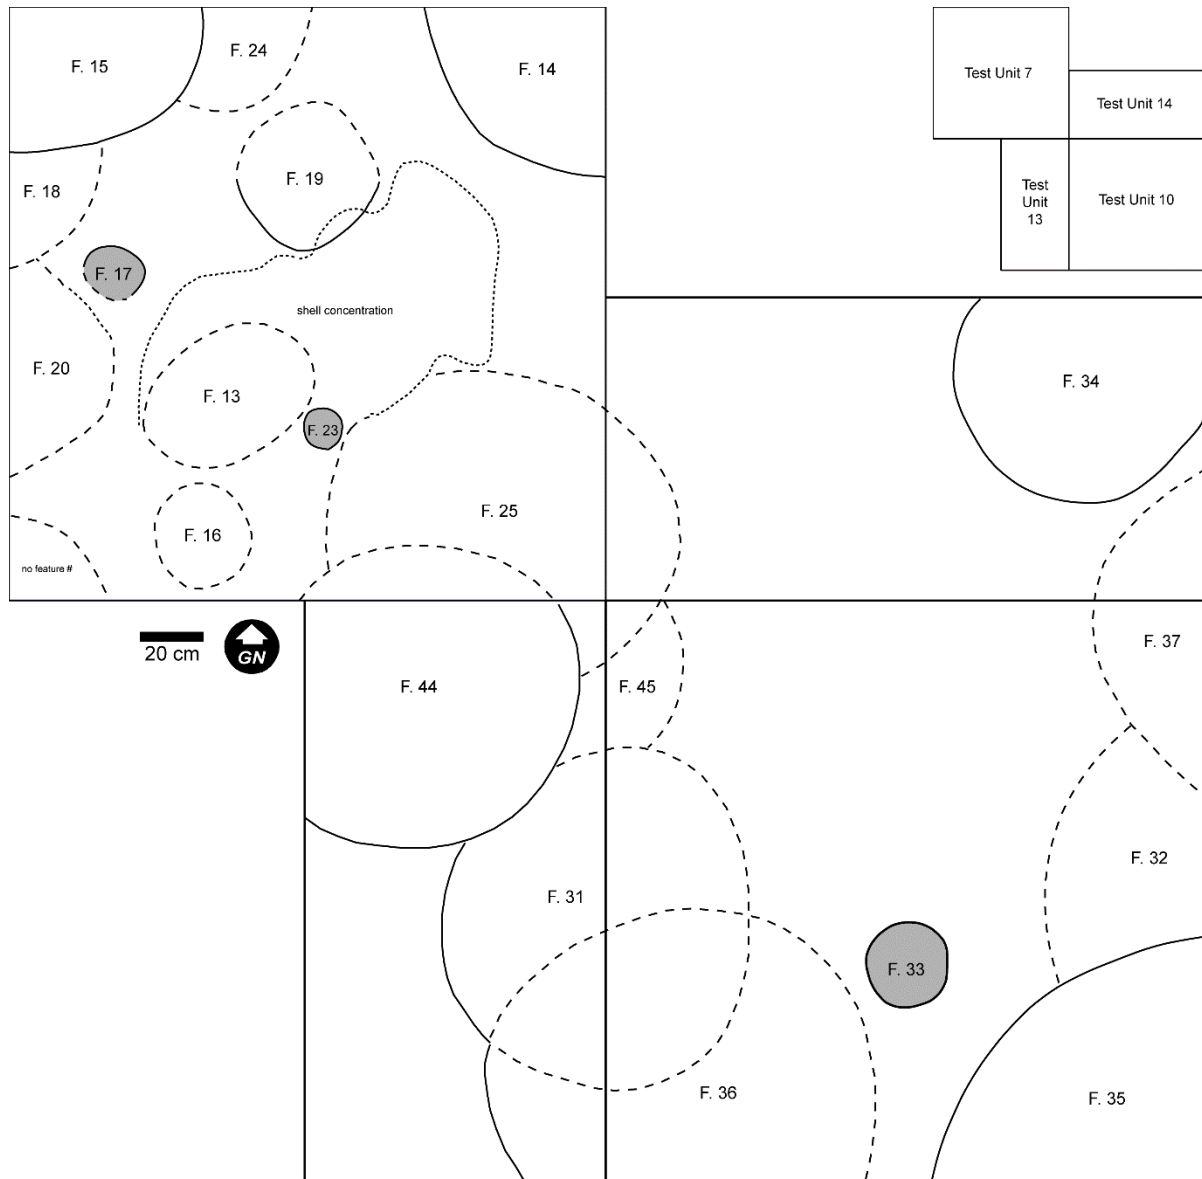 F. 15
F. 24
F. 14
Test Unit 7
Test Unit 14
Test
Unit
13
Test Unit 10
F. 18
F. 19
F. 17
shell concentration
F. 20
F. 13
F. 23
F. 34
F. 25
F. 16
no feature #
20 cm
GN
F. 44
F. 45
F. 37
F. 31
F. 32
F. 33
F. 36
F. 35